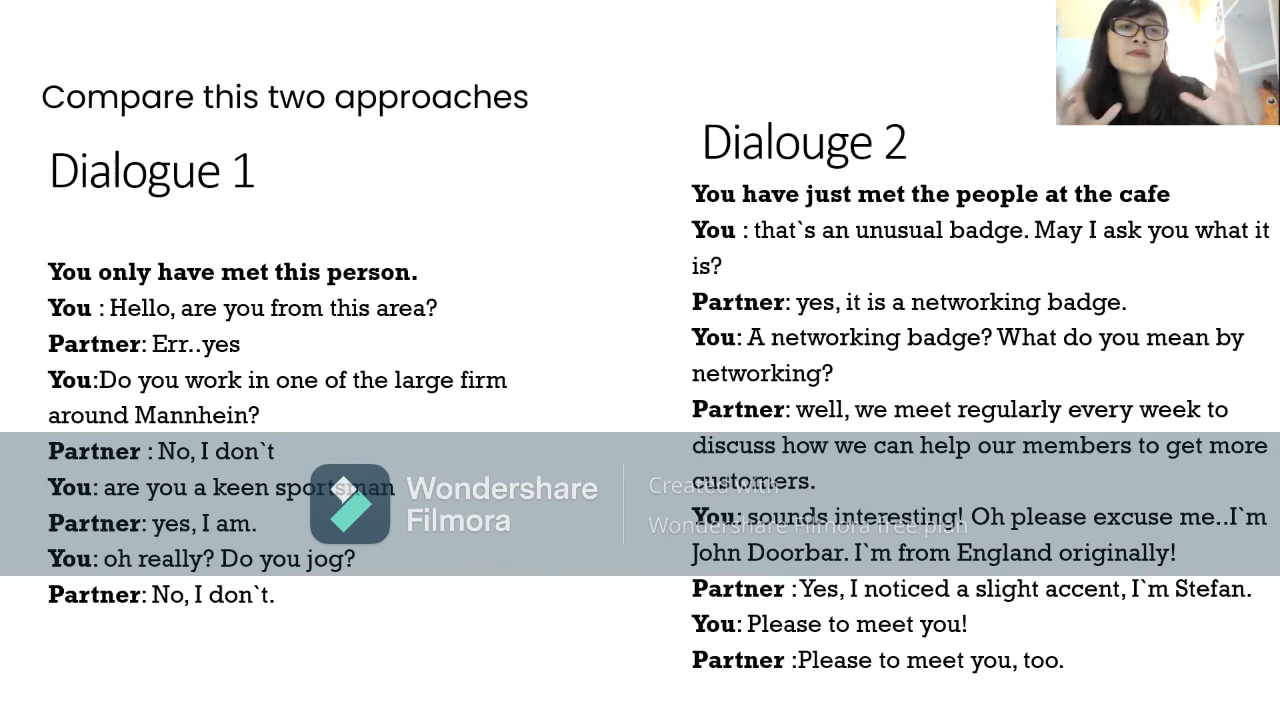 Compare this two approaches
Dialogue 1
You only have met this person.
You : Hello, are you from this area?
Partner: Err..yes
You:Do you work in one of the large firm
around Mannhein?
Partner : No, I don`t
You: are you a keen sportsman
Partner: yes, I am.
You: oh really? Do you jog?
Partner: No, I don`t.
Dialouge 2
You have just met the people at the cafe
You : that`s an unusual badge. May I ask you what it
is?
Partner: yes, it is a networking badge.
You: A networking badge? What do you mean by
networking?
Partner: well, we meet regularly every week to
discuss how we can help our members to get more
customers.
You: sounds interesting! Oh please excuse me..I`m
John Doorbar. I`m from England originally!
Partner :Yes, I noticed a slight accent, I`m Stefan.
You: Please to meet you!
Partner :Please to meet you, too.
Wondershare
Filmora
Created with
Wondershare Filmora free plan